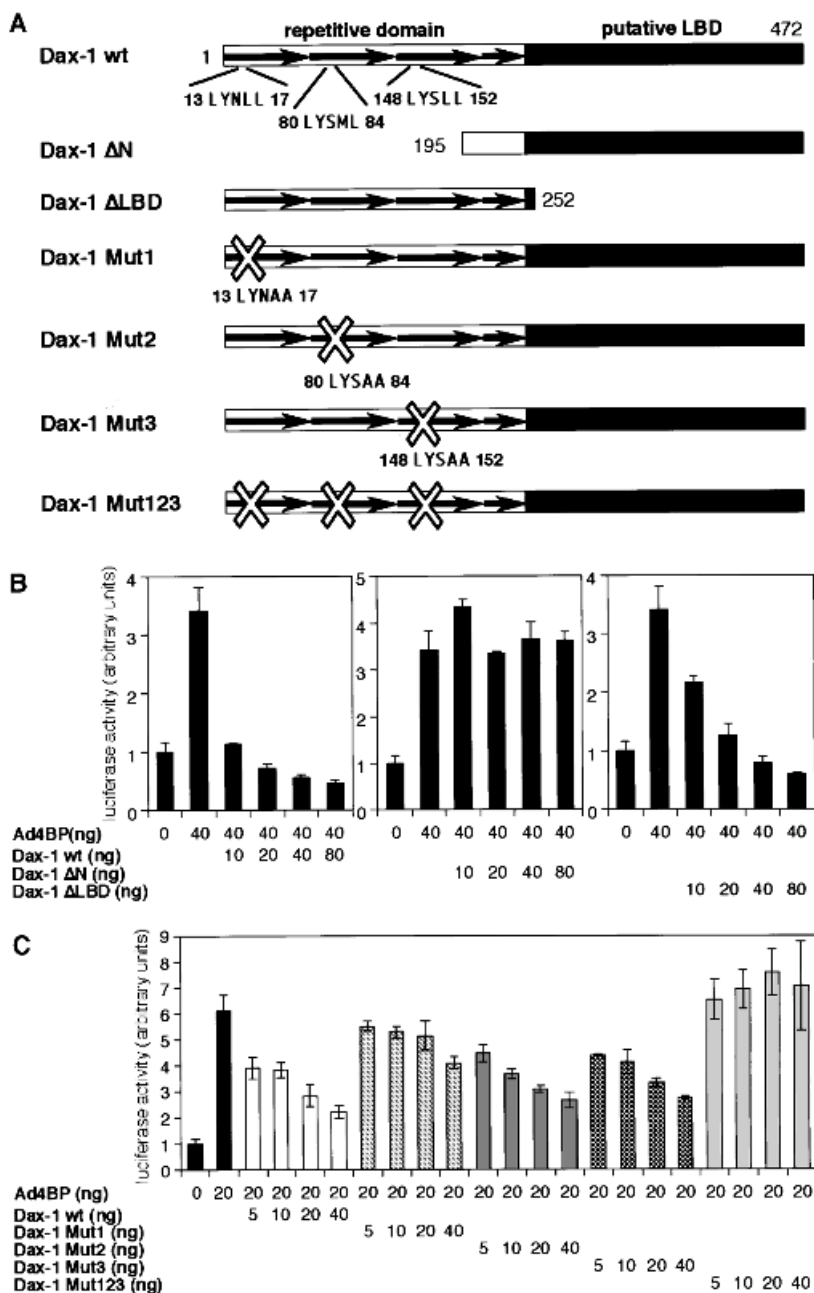 A
repetitive domain putative LBD 472
Dax-1 wt 1
13 LYNLL 17 148 LYSLL 152
80 LYSML 84
Dax-1 ΔN 195
Dax-1 ΔLBD 252
Dax-1 Mut1
13 LYNAA 17
Dax-1 Mut2
80 LYSAA 84
Dax-1 Mut3
148 LYSAA 152
Dax-1 Mut123
B
luciferase activity (arbitrary units)
4 3 2 1 0
5 4 3 2 1 0
4 3 2 1 0
Ad4BP(ng) 0 40 40 40 40 40 0 40 40 40 40 40 0 40 40 40 40 40
Dax-1 wt (ng) 10 20 40 80
Dax-1 ΔN (ng) 10 20 40 80
Dax-1 ΔLBD (ng) 10 20 40 80
C
luciferase activity (arbitrary units)
9 8 7 6 5 4 3 2 1 0
Ad4BP (ng) 0 20 20 20 20 20 20 20 20 20 20 20 20 20 20 20 20 20 20 20 20 20
Dax-1 wt (ng) 5 10 20 40
Dax-1 Mut1 (ng) 5 10 20 40
Dax-1 Mut2 (ng) 5 10 20 40
Dax-1 Mut3 (ng) 5 10 20 40
Dax-1 Mut123 (ng) 5 10 20 40